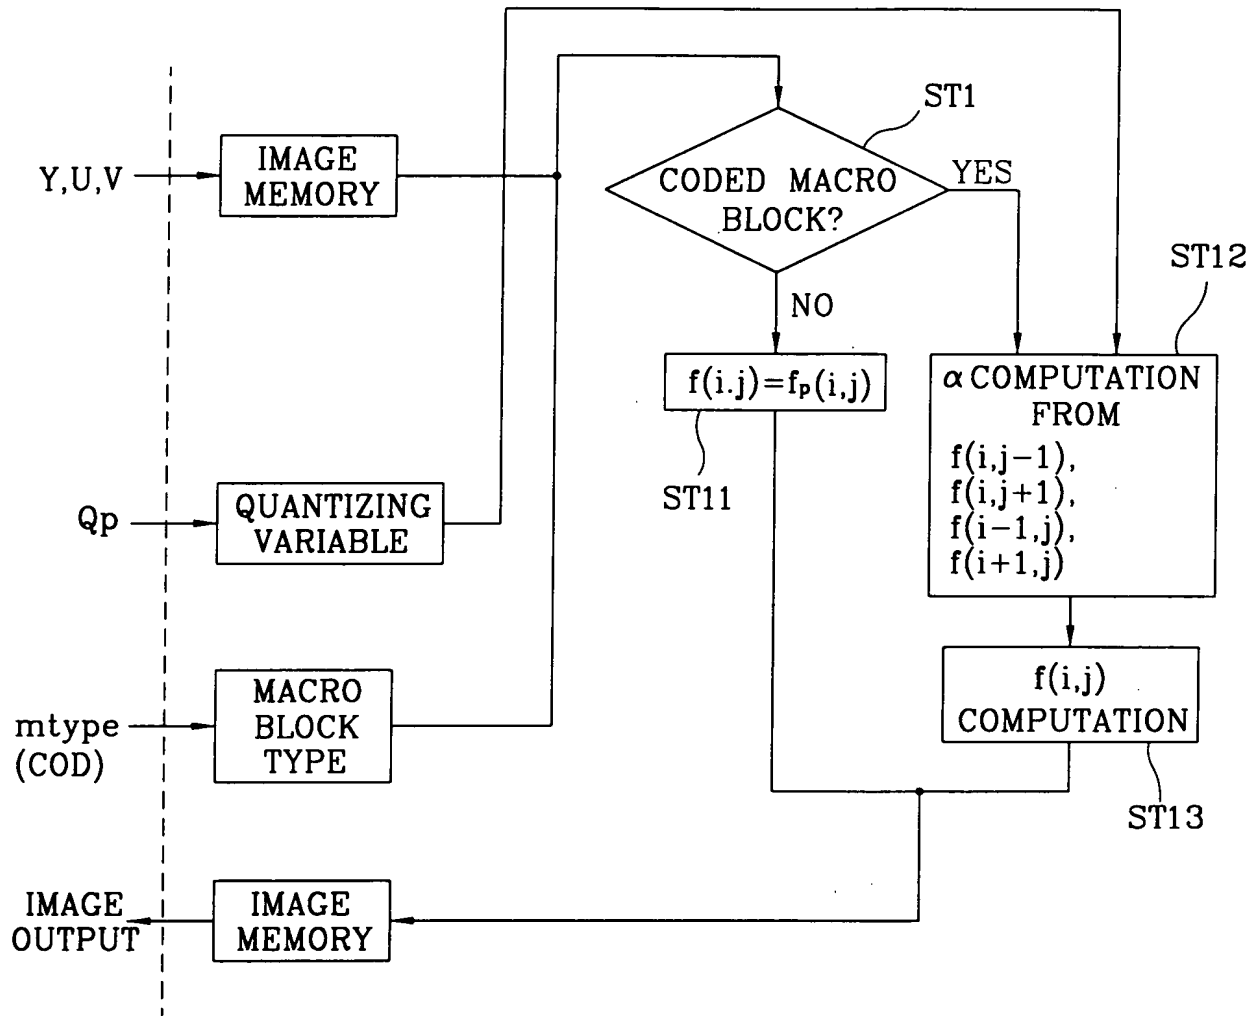 ST1
Y,U,V
IMAGE
MEMORY
CODED MACRO
BLOCK?
YES
NO
ST12
f(i.j)=fp(i,j)
ST11
α COMPUTATION
FROM
f(i,j-1),
f(i,j+1),
f(i-1,j),
f(i+1,j)
Qp
QUANTIZING
VARIABLE
f(i,j)
COMPUTATION
ST13
mtype
(COD)
MACRO
BLOCK
TYPE
IMAGE
OUTPUT
IMAGE
MEMORY